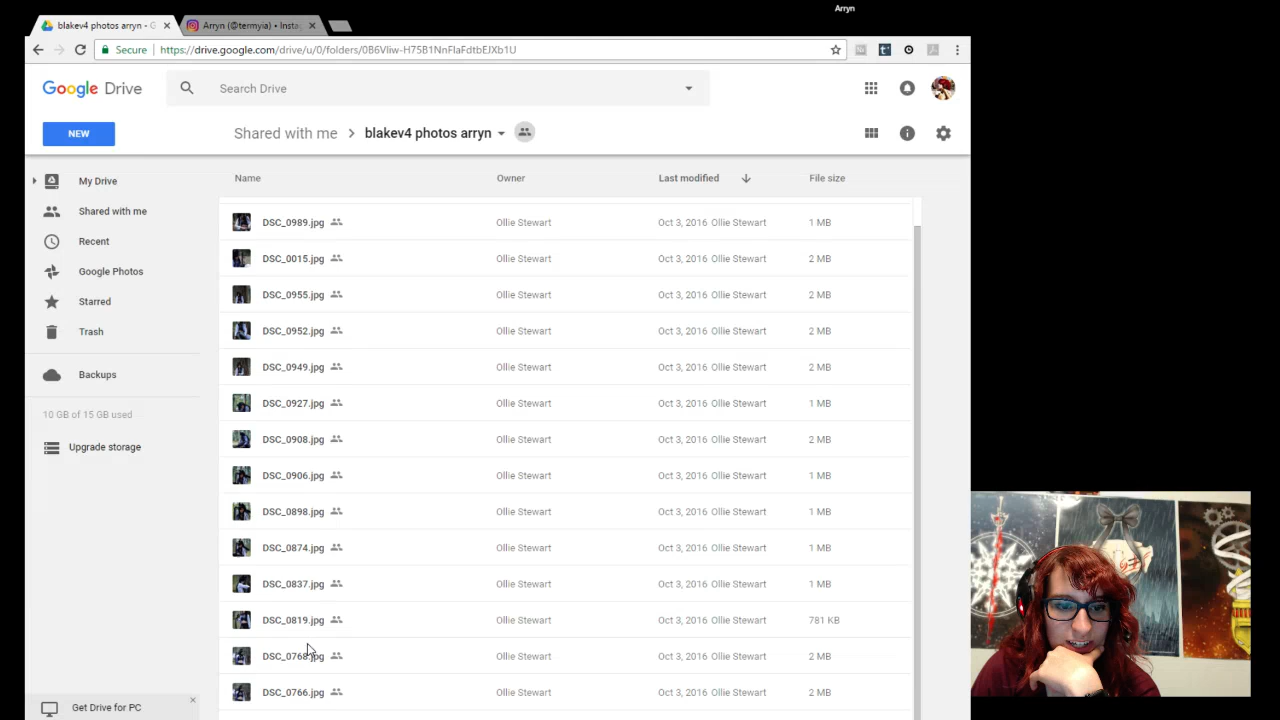 Arryn
blakev4 photos arryn - G
Arryn (@termyia) • Insta
Secure
https://drive.google.com/drive/u/0/folders/0B6Vliw-H75B1NnFlaFdtbEJXb1U
Google Drive
Search Drive
NEW
Shared with me > blakev4 photos arryn
My Drive
Shared with me
Recent
Google Photos
Starred
Trash
Backups
10 GB of 15 GB used
Upgrade storage
Get Drive for PC
Name Owner Last modified File size
DSC_0989.jpg Ollie Stewart Oct 3, 2016 Ollie Stewart 1 MB
DSC_0015.jpg Ollie Stewart Oct 3, 2016 Ollie Stewart 2 MB
DSC_0955.jpg Ollie Stewart Oct 3, 2016 Ollie Stewart 2 MB
DSC_0952.jpg Ollie Stewart Oct 3, 2016 Ollie Stewart 2 MB
DSC_0949.jpg Ollie Stewart Oct 3, 2016 Ollie Stewart 2 MB
DSC_0927.jpg Ollie Stewart Oct 3, 2016 Ollie Stewart 1 MB
DSC_0908.jpg Ollie Stewart Oct 3, 2016 Ollie Stewart 2 MB
DSC_0906.jpg Ollie Stewart Oct 3, 2016 Ollie Stewart 1 MB
DSC_0898.jpg Ollie Stewart Oct 3, 2016 Ollie Stewart 1 MB
DSC_0874.jpg Ollie Stewart Oct 3, 2016 Ollie Stewart 1 MB
DSC_0837.jpg Ollie Stewart Oct 3, 2016 Ollie Stewart 1 MB
DSC_0819.jpg Ollie Stewart Oct 3, 2016 Ollie Stewart 781 KB
DSC_0768.jpg Ollie Stewart Oct 3, 2016 Ollie Stewart 2 MB
DSC_0766.jpg Ollie Stewart Oct 3, 2016 Ollie Stewart 2 MB